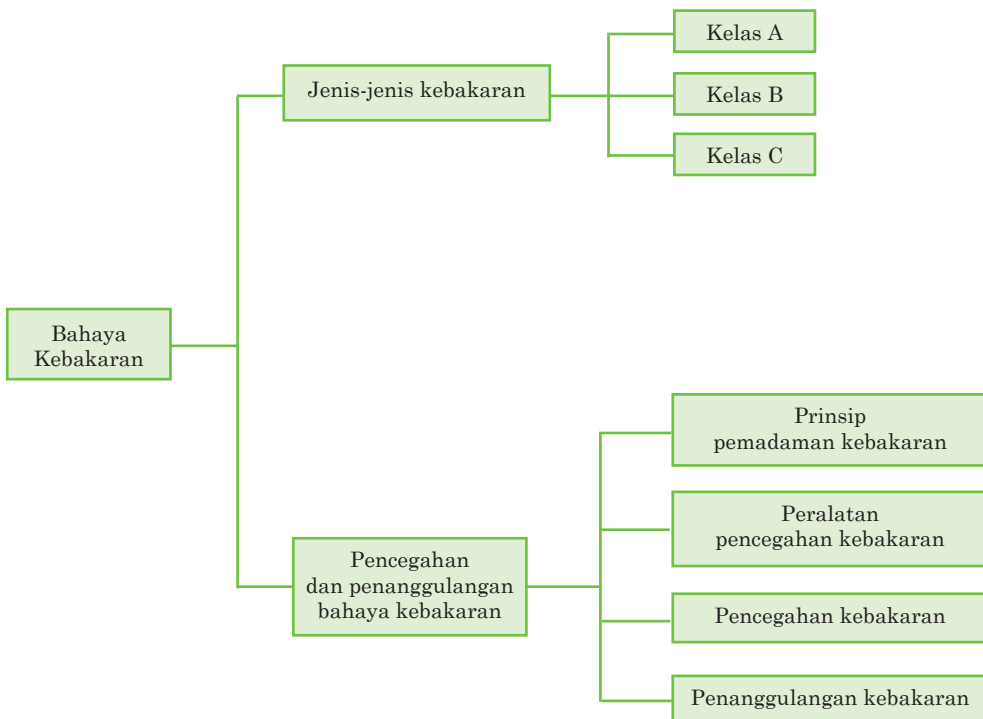 Kelas A
Jenis-jenis kebakaran
Kelas B
Kelas C
Bahaya
Kebakaran
Prinsip
pemadaman kebakaran
Peralatan
pencegahan kebakaran
Pencegahan
dan penanggulangan
bahaya kebakaran
Pencegahan kebakaran
Penanggulangan kebakaran